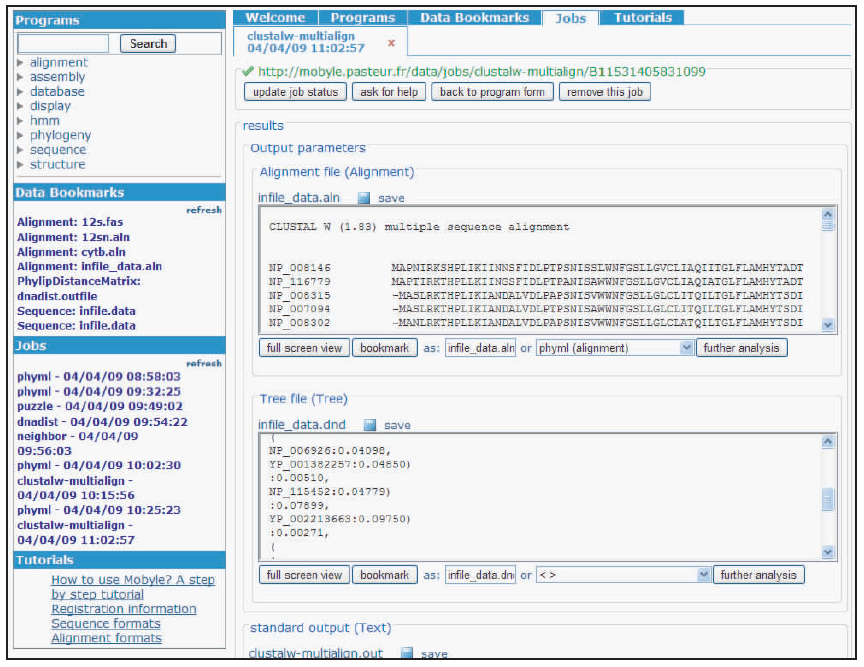 Programs
Search
alignment
assembly
database
display
hmm
phylogeny
sequence
structure
Data Bookmarks
refresh
Alignment: 12s.fas
Alignment: 12sn.aln
Alignment: cytb.aln
Alignment: infile_data.aln
PhylipDistanceMatrix:
dnadist.outfile
Sequence: infile.data
Sequence: infile.data
Jobs
refresh
phyml - 04/04/09 08:58:03
phyml - 04/04/09 09:32:25
puzzle - 04/04/09 09:49:02
dnadist - 04/04/09 09:54:22
neighbor - 04/04/09
09:56:03
phyml - 04/04/09 10:02:30
clustalw-multialign -
04/04/09 10:15:56
phyml - 04/04/09 10:25:23
clustalw-multialign -
04/04/09 11:02:57
Tutorials
How to use Mobyle? A step
by step tutorial
Registration information
Sequence formats
Alignment formats
Welcome Programs Data Bookmarks Jobs Tutorials
clustalw-multialign
04/04/09 11:02:57 x
http://mobyle.pasteur.fr/data/jobs/clustalw-multialign/B11531405831099
update job status ask for help back to program form remove this job
results
Output parameters
Alignment file (Alignment)
infile_data.aln save
CLUSTAL W (1.83) multiple sequence alignment
NP_008146 MAPNIRKSHPLIKIINNSFIDLPTPSNISSLWNFGSLLGVCLIAQIITGLFLAMHYTADT
NP_116779 MAPTIRKTHPLLKIINGSFIDLPTPANISAWWNFGSLLGVCLIAQIATGLFLAMHYTADT
NP_008315 -MASLRKTHPLIKIANDALVDLPAPSNISVWWNFGSLLGLCLIAQILTGLFLAMHYTSDI
NP_007094 -MASLRKTHPLLKIANDALVDLPTPSNISVWWNFGSLLGLCLITQILTGLFLAMHYTSDI
NP_008302 -MANLRKTHPLLKIANDALVDLPAPSNISVWWNFGSLLGLCLATQILTGLFLAMHYTSDI
full screen view bookmark as: infile_data.aln or phyml (alignment) further analysis
Tree file (Tree)
infile_data.dnd save
(
NP_006926:0.04098,
YP_001382257:0.04850)
:0.00510,
NP_115452:0.04779)
:0.07899,
YP_002213663:0.09750)
:0.00271,
(
full screen view bookmark as: infile_data.dnd or < > further analysis
standard output (Text)
clustalw-multialign.out save